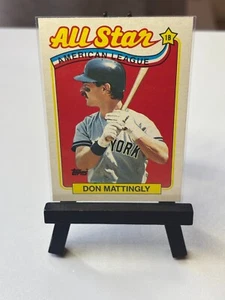 All Star
18
AMERICAN LEAGUE
YORK
Topps
DON MATTINGLY